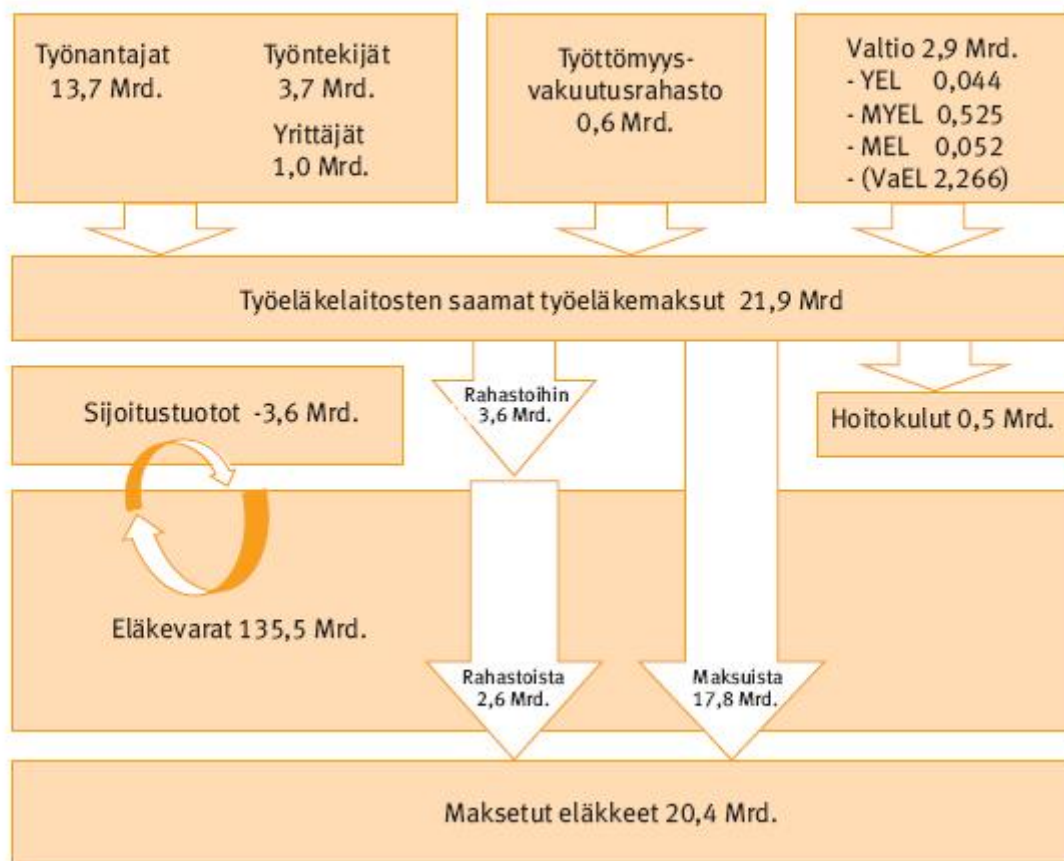 Työnantajat
13,7 Mrd.
Työntekijät
3,7 Mrd.
Yrittäjät
1,0 Mrd.
Työttömyys-
vakuutusrahasto
0,6 Mrd.
Valtio 2,9 Mrd.
- YEL 0,044
- MYEL 0,525
- MEL 0,052
- (VaEL 2,266)
Työeläkelaitosten saamat työeläkemaksut 21,9 Mrd
Sijoitustuotot -3,6 Mrd.
Rahastoihin
3,6 Mrd.
Hoitokulut 0,5 Mrd.
Eläkevarat 135,5 Mrd.
Rahastoista
2,6 Mrd.
Maksuista
17,8 Mrd.
Maksetut eläkkeet 20,4 Mrd.